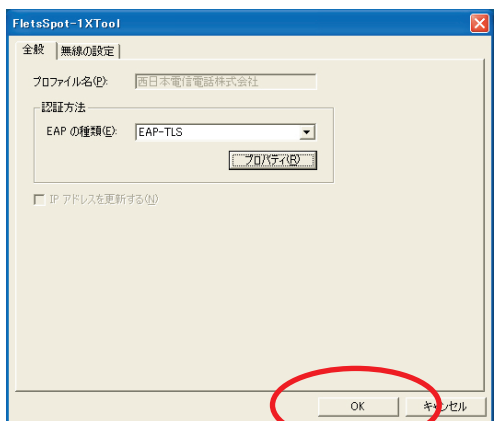 FletsSpot-1XTool
全般 無線の設定
プロファイル名(P): 西日本電信電話株式会社
認証方法
EAP の種類(E): EAP-TLS
プロパティ(R)
IP アドレスを更新する(N)
OK キャンセル